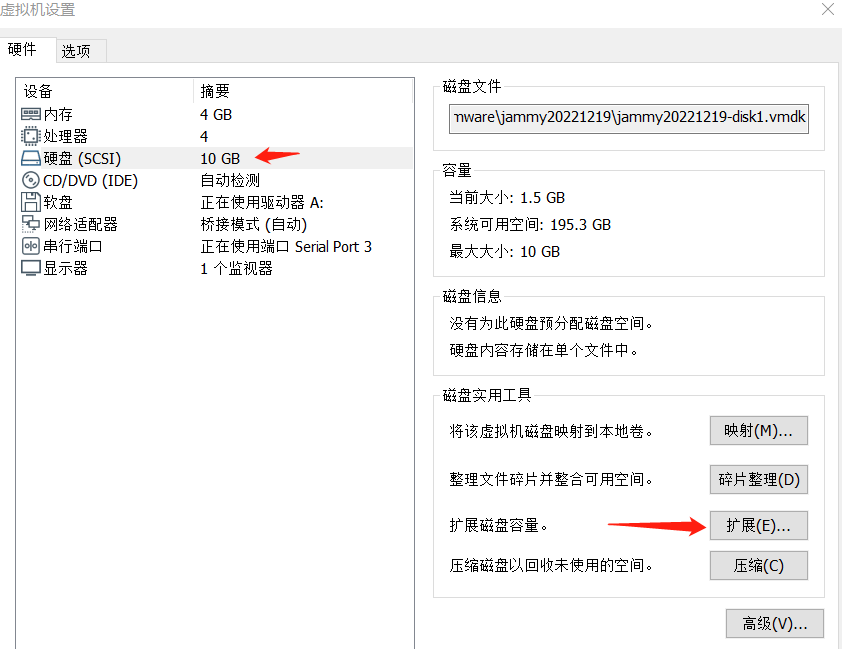 虚拟机设置
硬件 选项
设备 摘要
内存 4 GB
处理器 4
硬盘 (SCSI) 10 GB
CD/DVD (IDE) 自动检测
软盘 正在使用驱动器 A:
网络适配器 桥接模式 (自动)
串行端口 正在使用端口 Serial Port 3
显示器 1 个监视器
磁盘文件
nware\jammy20221219\jammy20221219-disk1.vmdk
容量
当前大小: 1.5 GB
系统可用空间: 195.3 GB
最大大小: 10 GB
磁盘信息
没有为此硬盘预分配磁盘空间。
硬盘内容存储在单个文件中。
磁盘实用工具
将该虚拟机磁盘映射到本地卷。 映射(M)...
整理文件碎片并整合可用空间。 碎片整理(D)
扩展磁盘容量。 扩展(E)...
压缩磁盘以回收未使用的空间。 压缩(C)
高级(V)...